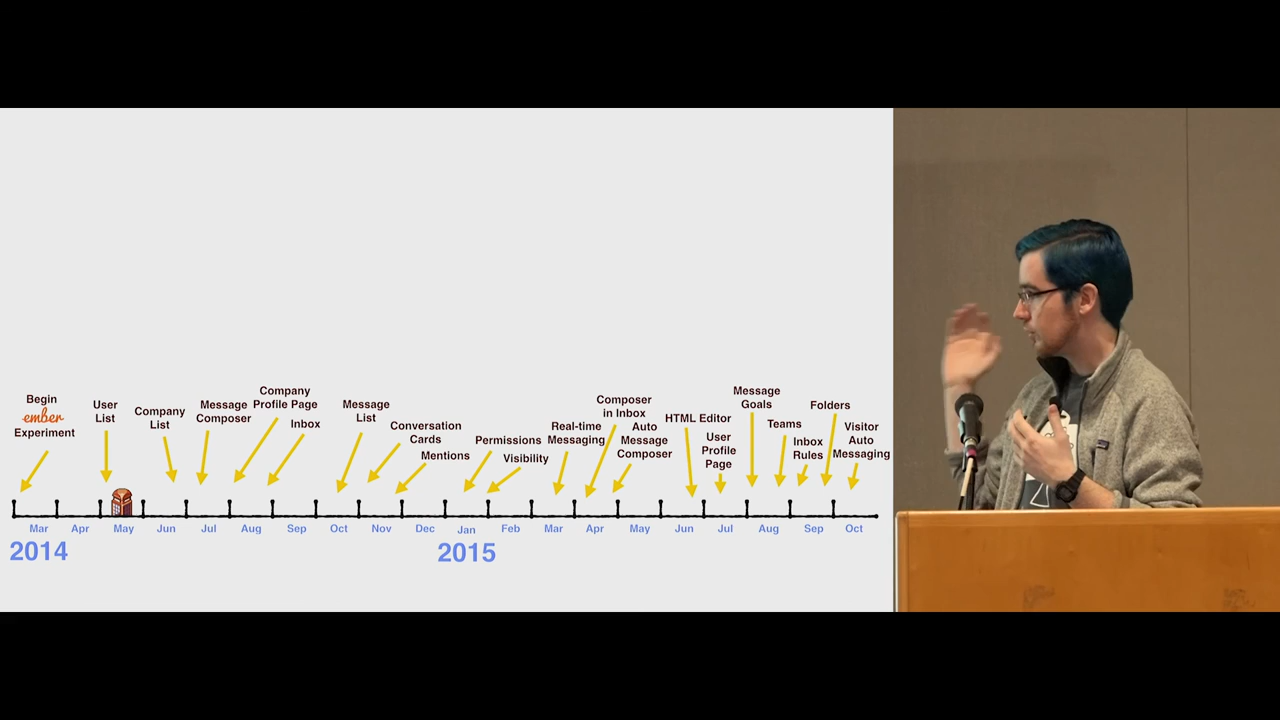 Begin
ember
Experiment
User
List
Company
List
Message
Composer
Company
Profile Page
Inbox
Message
List
Conversation
Cards
Mentions
Permissions
Visibility
Real-time
Messaging
Composer
in Inbox
Auto
Message
Composer
HTML Editor
User
Profile
Page
Message
Goals
Teams
Inbox
Rules
Folders
Visitor
Auto
Messaging
Mar Apr May Jun Jul Aug Sep Oct Nov Dec Jan Feb Mar Apr May Jun Jul Aug Sep Oct
2014 2015